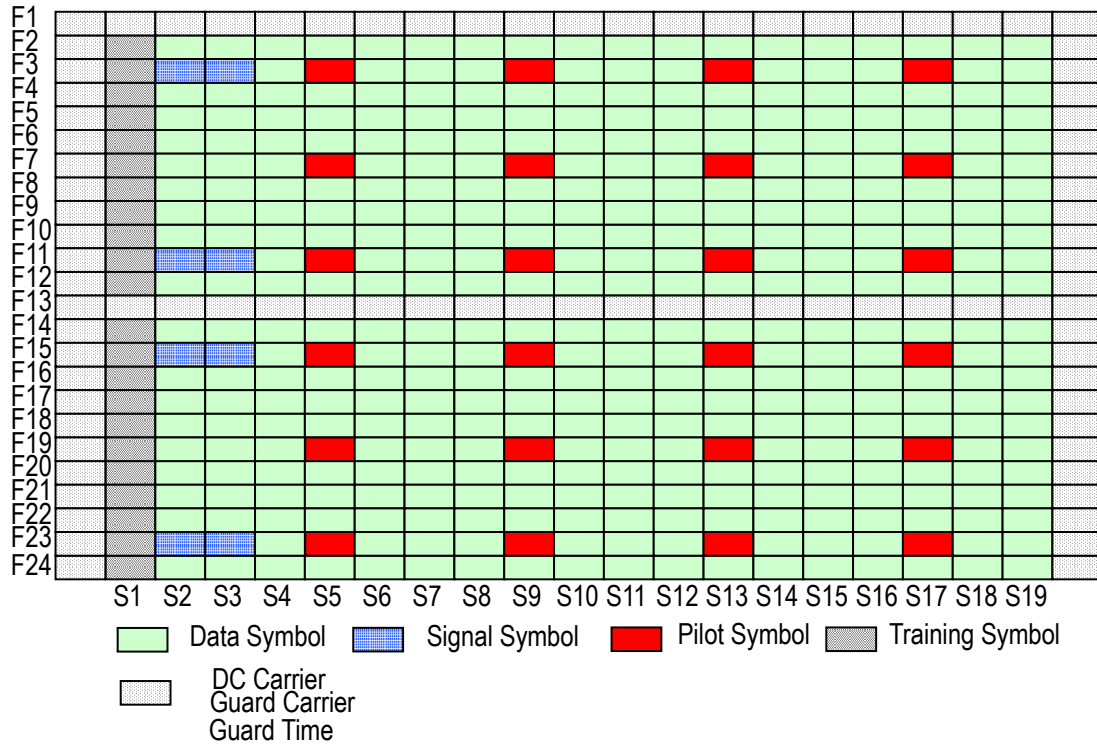 F1
F2
F3
F4
F5
F6
F7
F8
F9
F10
F11
F12
F13
F14
F15
F16
F17
F18
F19
F20
F21
F22
F23
F24
S1 S2 S3 S4 S5 S6 S7 S8 S9 S10 S11 S12 S13 S14 S15 S16 S17 S18 S19
Data Symbol Signal Symbol Pilot Symbol Training Symbol
DC Carrier
Guard Carrier
Guard Time